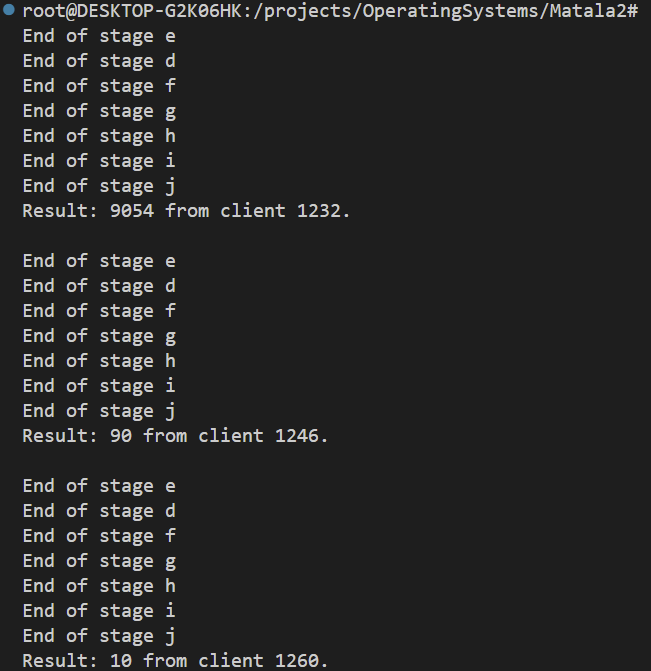 root@DESKTOP-G2K06HK:/projects/OperatingSystems/Matala2#
End of stage e
End of stage d
End of stage f
End of stage g
End of stage h
End of stage i
End of stage j
Result: 9054 from client 1232.
End of stage e
End of stage d
End of stage f
End of stage g
End of stage h
End of stage i
End of stage j
Result: 90 from client 1246.
End of stage e
End of stage d
End of stage f
End of stage g
End of stage h
End of stage i
End of stage j
Result: 10 from client 1260.